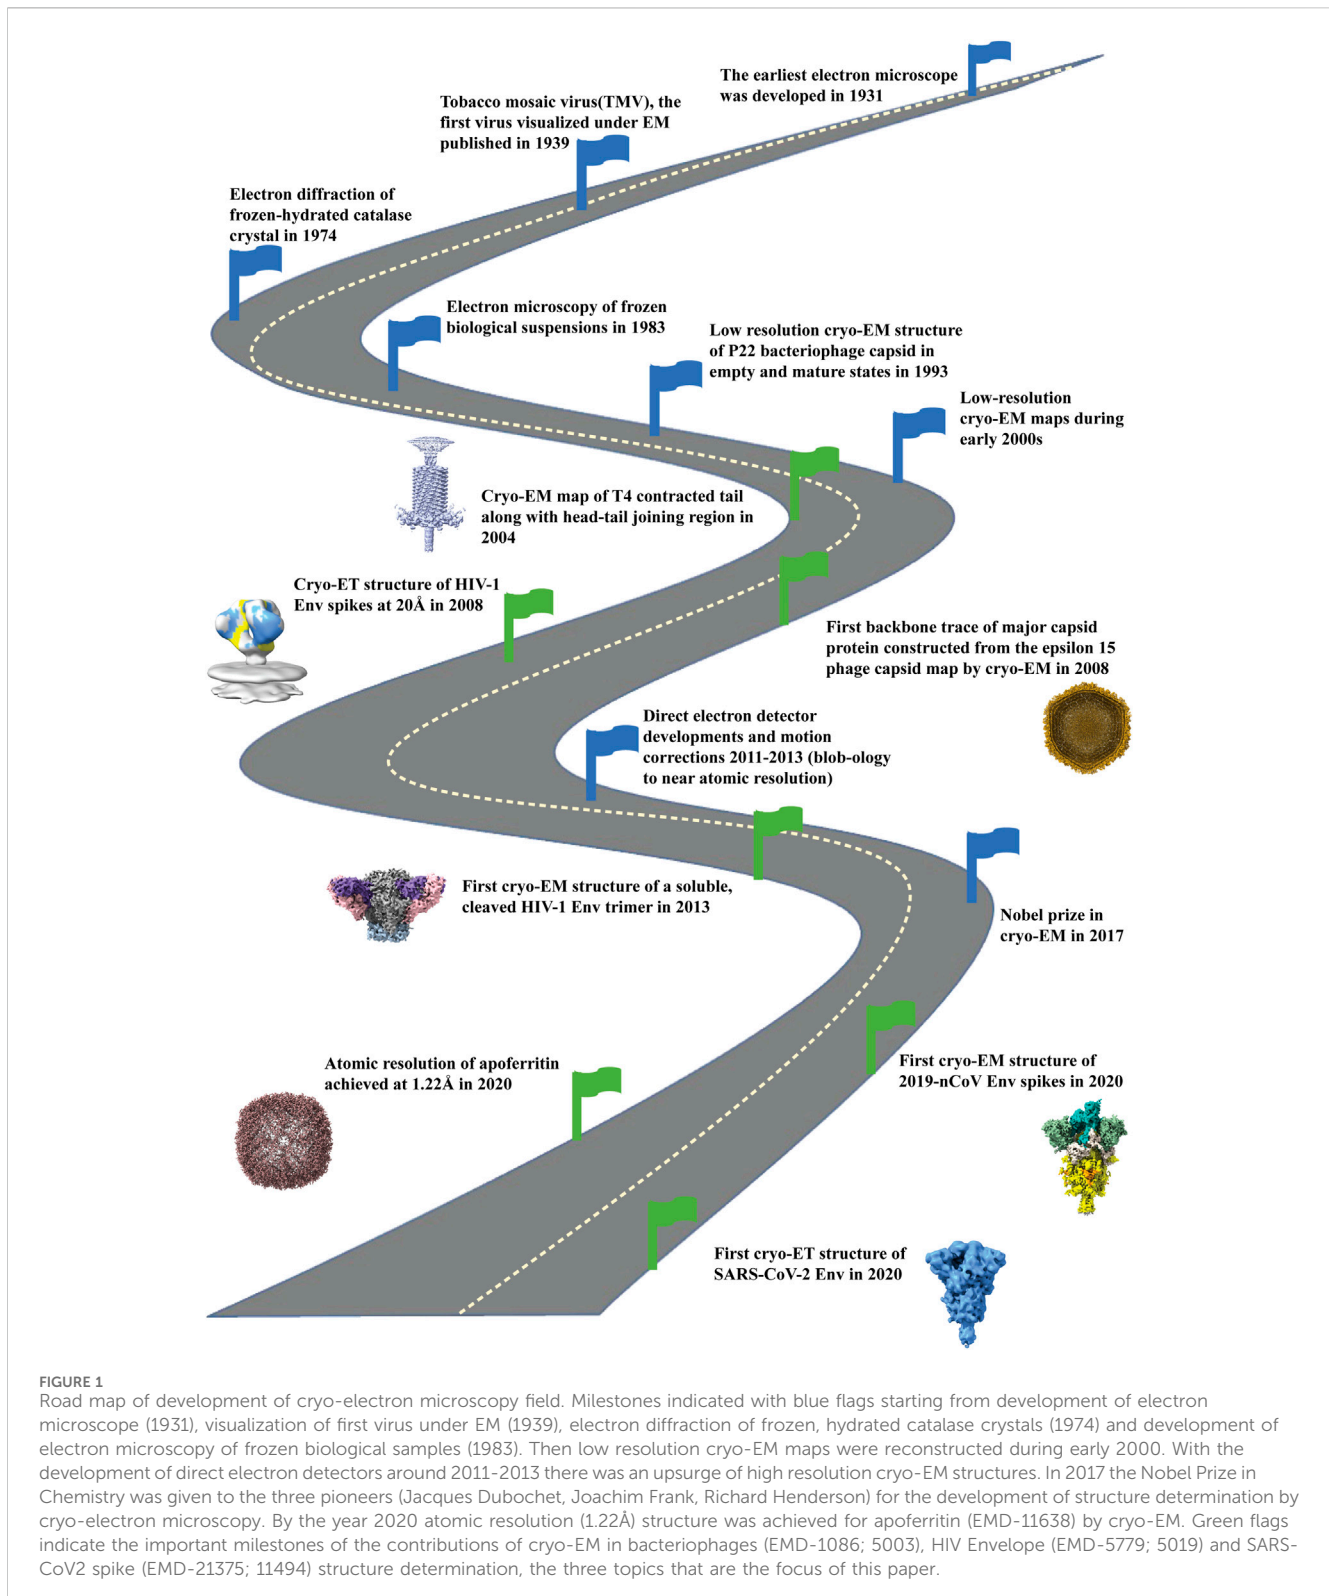 The earliest electron microscope
was developed in 1931
Tobacco mosaic virus(TMV), the
first virus visualized under EM
published in 1939
Electron diffraction of
frozen-hydrated catalase
crystal in 1974
Electron microscopy of frozen
biological suspensions in 1983
Low resolution cryo-EM structure
of P22 bacteriophage capsid in
empty and mature states in 1993
Low-resolution
cryo-EM maps during
early 2000s
Cryo-EM map of T4 contracted tail
along with head-tail joining region in
2004
Cryo-ET structure of HIV-1
Env spikes at 20Å in 2008
First backbone trace of major capsid
protein constructed from the epsilon 15
phage capsid map by cryo-EM in 2008
Direct electron detector
developments and motion
corrections 2011-2013 (blob-ology
to near atomic resolution)
First cryo-EM structure of a soluble,
cleaved HIV-1 Env trimer in 2013
Nobel prize in
cryo-EM in 2017
Atomic resolution of apoferritin
achieved at 1.22Å in 2020
First cryo-EM structure of
2019-nCoV Env spikes in 2020
First cryo-ET structure of
SARS-CoV-2 Env in 2020
FIGURE 1
Road map of development of cryo-electron microscopy field. Milestones indicated with blue flags starting from development of electron
microscope (1931), visualization of first virus under EM (1939), electron diffraction of frozen, hydrated catalase crystals (1974) and development of
electron microscopy of frozen biological samples (1983). Then low resolution cryo-EM maps were reconstructed during early 2000. With the
development of direct electron detectors around 2011-2013 there was an upsurge of high resolution cryo-EM structures. In 2017 the Nobel Prize in
Chemistry was given to the three pioneers (Jacques Dubochet, Joachim Frank, Richard Henderson) for the development of structure determination by
cryo-electron microscopy. By the year 2020 atomic resolution (1.22Å) structure was achieved for apoferritin (EMD-11638) by cryo-EM. Green flags
indicate the important milestones of the contributions of cryo-EM in bacteriophages (EMD-1086; 5003), HIV Envelope (EMD-5779; 5019) and SARS-
CoV2 spike (EMD-21375; 11494) structure determination, the three topics that are the focus of this paper.